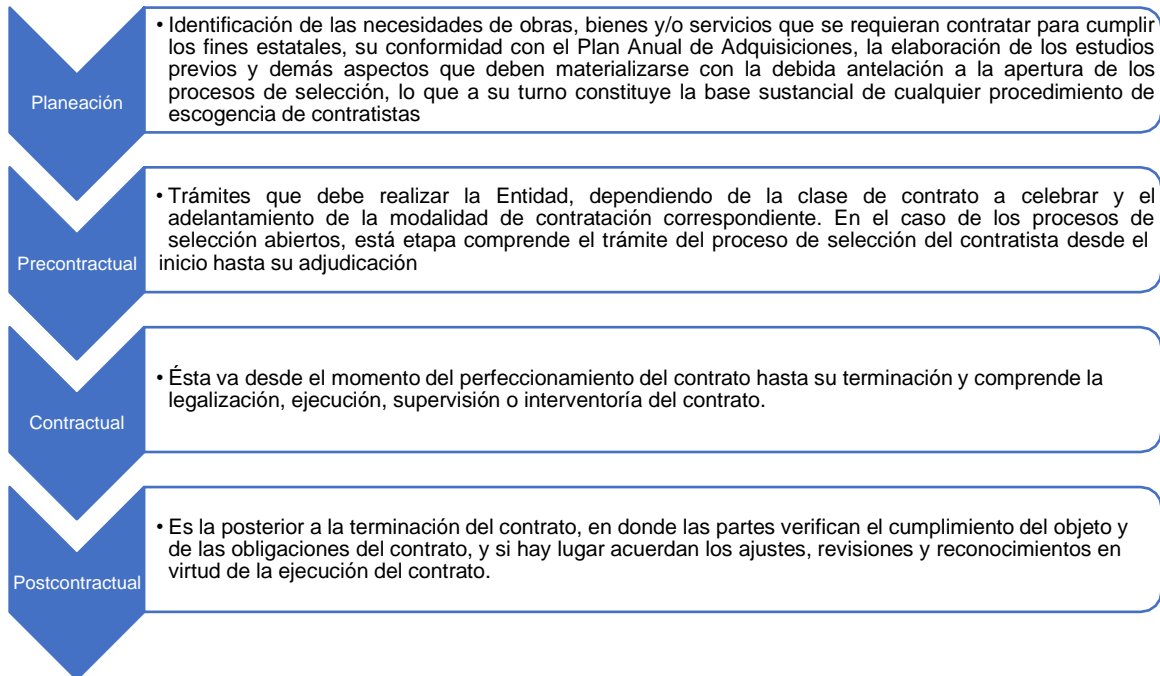 Planeación
• Identificación de las necesidades de obras, bienes y/o servicios que se requieran contratar para cumplir
los fines estatales, su conformidad con el Plan Anual de Adquisiciones, la elaboración de los estudios
previos y demás aspectos que deben materializarse con la debida antelación a la apertura de los
procesos de selección, lo que a su turno constituye la base sustancial de cualquier procedimiento de
escogencia de contratistas
Precontractual
• Trámites que debe realizar la Entidad, dependiendo de la clase de contrato a celebrar y el
adelantamiento de la modalidad de contratación correspondiente. En el caso de los procesos de
selección abiertos, está etapa comprende el trámite del proceso de selección del contratista desde el
inicio hasta su adjudicación
Contractual
• Ésta va desde el momento del perfeccionamiento del contrato hasta su terminación y comprende la
legalización, ejecución, supervisión o interventoría del contrato.
Postcontractual
• Es la posterior a la terminación del contrato, en donde las partes verifican el cumplimiento del objeto y
de las obligaciones del contrato, y si hay lugar acuerdan los ajustes, revisiones y reconocimientos en
virtud de la ejecución del contrato.